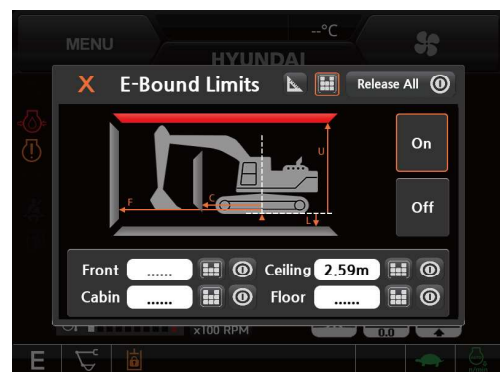 --°C
MENU
HYUNDAI
X E-Bound Limits Release All
On
U
F
C
L
Off
Front ...... Ceiling 2.59m
Cabin ...... Floor ......
x100 RPM 0.0
E